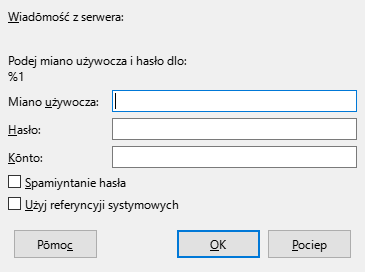 Wiadōmość z serwera:
Podej miano używocza i hasło dlo:
%1
Miano używocza:
Hasło:
Kōnto:
Spamiyntanie hasła
Użyj referyncyji systymowych
Pōmoc
OK
Pociep